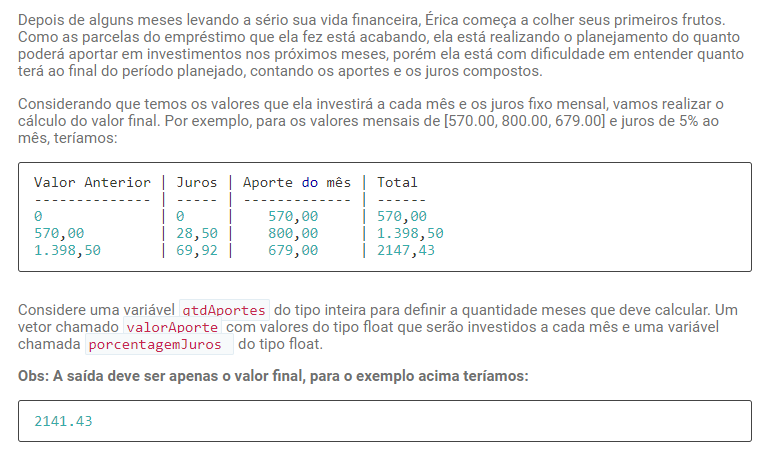 Depois de alguns meses levando a sério sua vida financeira, Érica começa a colher seus primeiros frutos.
Como as parcelas do empréstimo que ela fez está acabando, ela está realizando o planejamento do quanto
poderá aportar em investimentos nos próximos meses, porém ela está com dificuldade em entender quanto
terá ao final do período planejado, contando os aportes e os juros compostos.
Considerando que temos os valores que ela investirá a cada mês e os juros fixo mensal, vamos realizar o
cálculo do valor final. Por exemplo, para os valores mensais de [570.00, 800.00, 679.00] e juros de 5% ao
mês, teríamos:
Valor Anterior | Juros | Aporte do mês | Total
-------------- | ----- | ------------- | ------
0 | 0 | 570,00 | 570,00
570,00 | 28,50 | 800,00 | 1.398,50
1.398,50 | 69,92 | 679,00 | 2147,43
Considere uma variável qtdAportes do tipo inteira para definir a quantidade meses que deve calcular. Um
vetor chamado valorAporte com valores do tipo float que serão investidos a cada mês e uma variável
chamada porcentagemJuros do tipo float.
Obs: A saída deve ser apenas o valor final, para o exemplo acima teríamos:
2141.43